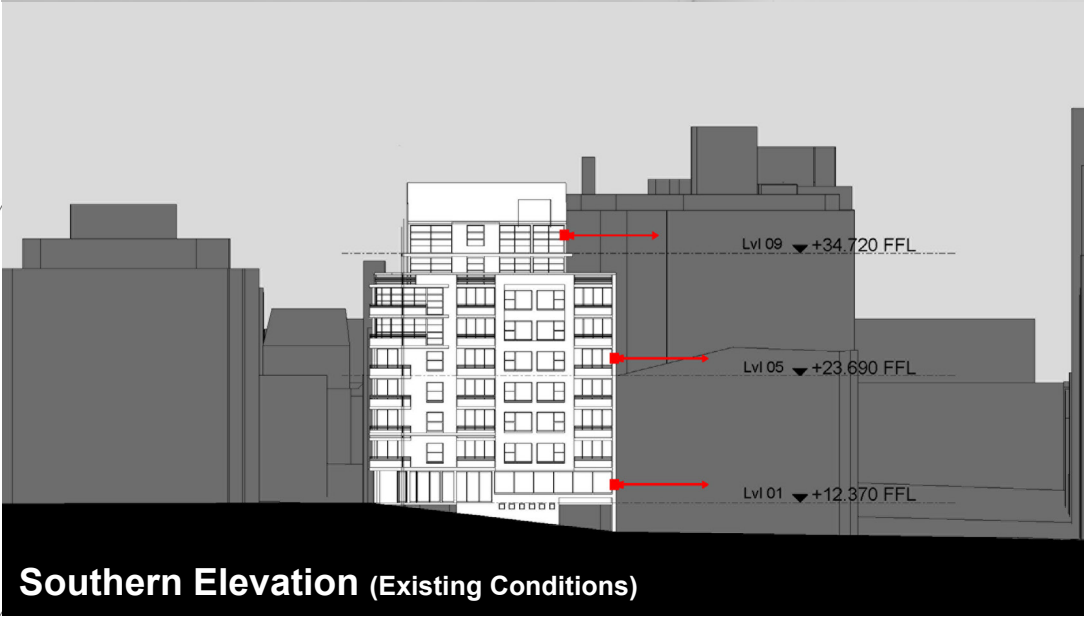 Lvl 09 +34.720 FFL
Lvl 05 +23.690 FFL
Lvl 01 +12.370 FFL
Southern Elevation (Existing Conditions)